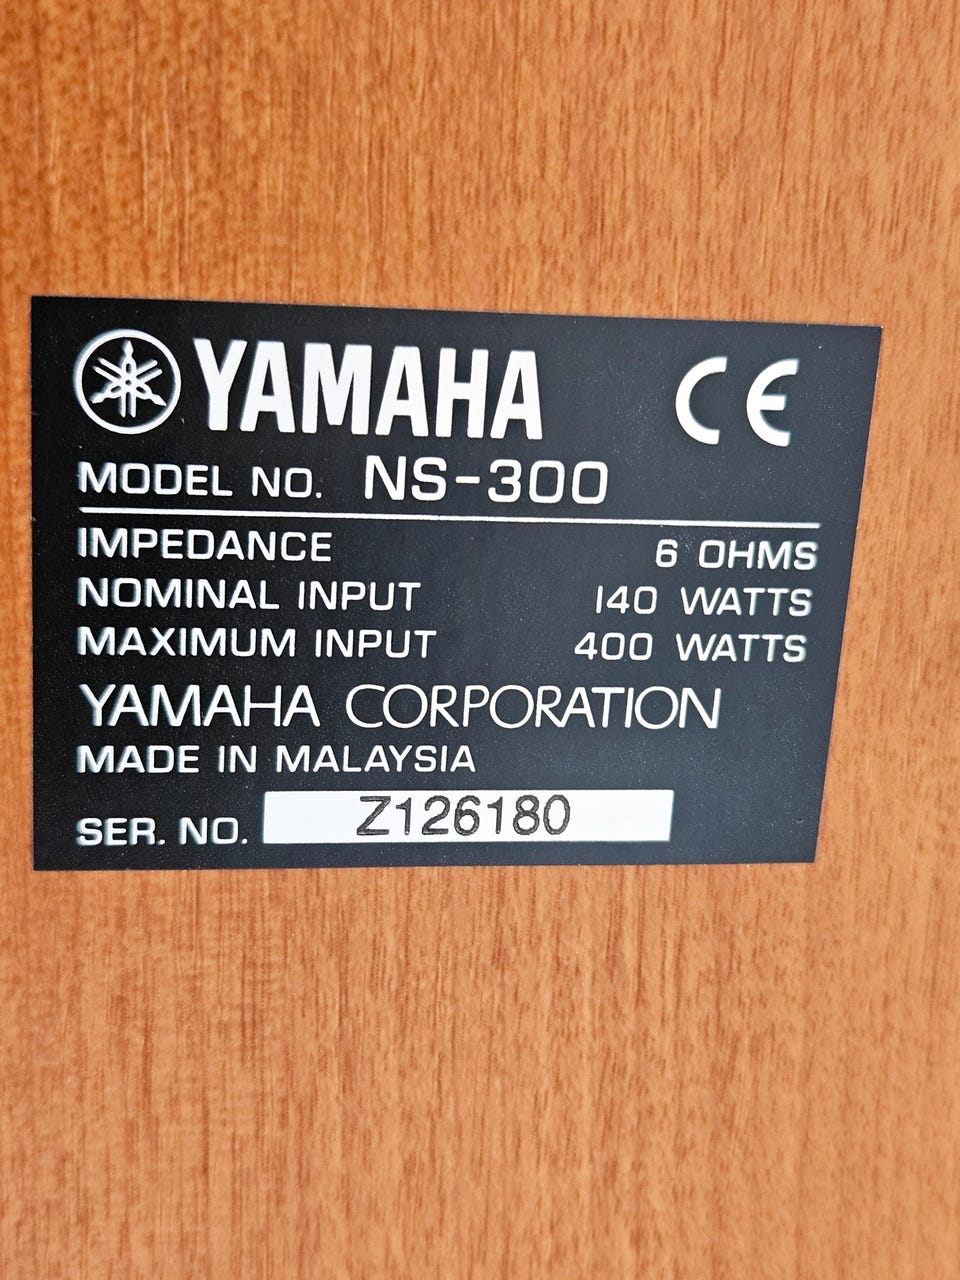 YAMAHA CE
MODEL NO. NS-300
IMPEDANCE 6 OHMS
NOMINAL INPUT 140 WATTS
MAXIMUM INPUT 400 WATTS
YAMAHA CORPORATION
MADE IN MALAYSIA
SER. NO. Z126180